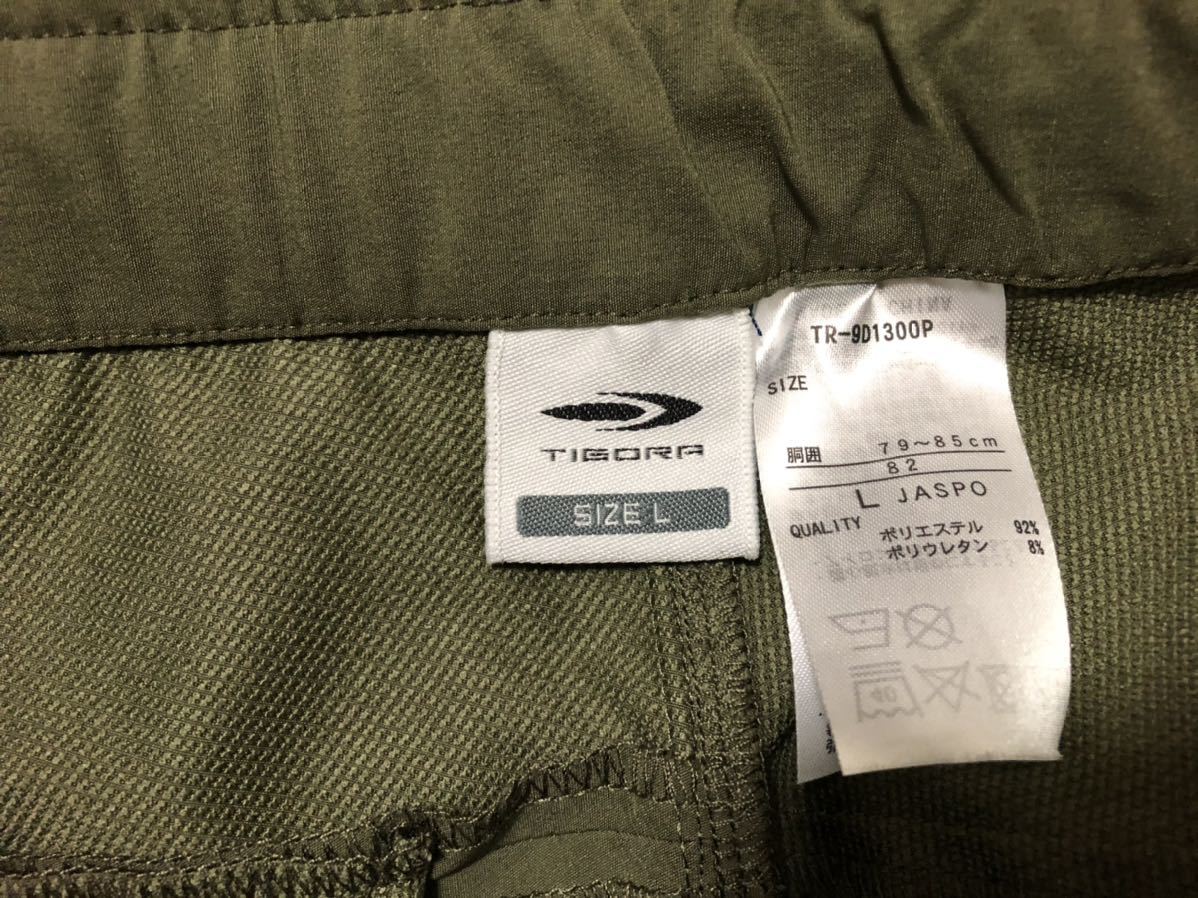 TIGORA
SIZE L
TR-9D1300P
SIZE
胴囲 79～85cm
82
L JASPO
QUALITY ポリエステル 92%
ポリウレタン 8%
40